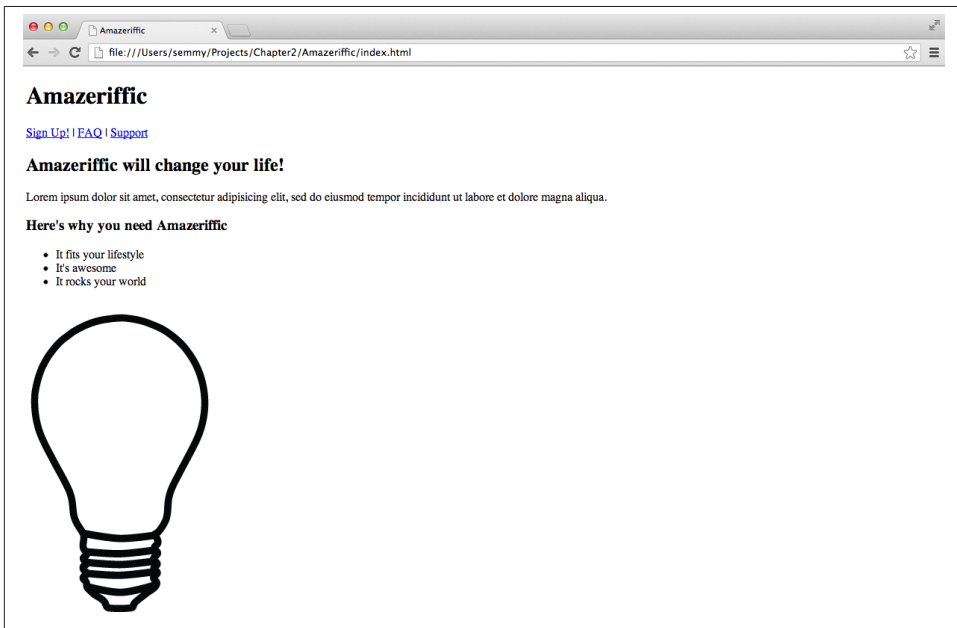 Amazeriffic
file:///Users/semmy/Projects/Chapter2/Amazeriffic/index.html
Amazeriffic
Sign Up! | FAQ | Support
Amazeriffic will change your life!
Lorem ipsum dolor sit amet, consectetur adipisicing elit, sed do eiusmod tempor incididunt ut labore et dolore magna aliqua.
Here's why you need Amazeriffic
• It fits your lifestyle
• It's awesome
• It rocks your world